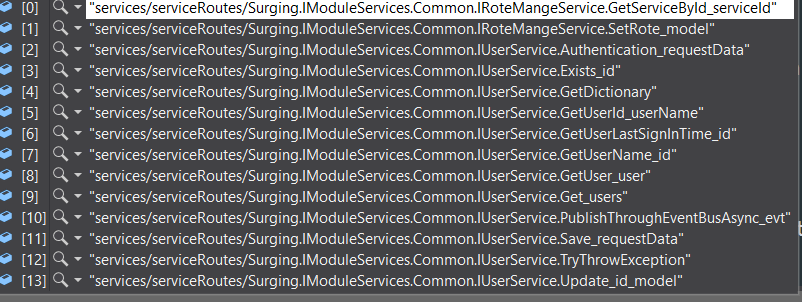 [0] "services/serviceRoutes/Surging.IModuleServices.Common.IRoteMangeService.GetServiceById_serviceId"
[1] "services/serviceRoutes/Surging.IModuleServices.Common.IRoteMangeService.SetRote_model"
[2] "services/serviceRoutes/Surging.IModuleServices.Common.IUserService.Authentication_requestData"
[3] "services/serviceRoutes/Surging.IModuleServices.Common.IUserService.Exists_id"
[4] "services/serviceRoutes/Surging.IModuleServices.Common.IUserService.GetDictionary"
[5] "services/serviceRoutes/Surging.IModuleServices.Common.IUserService.GetUserId_userName"
[6] "services/serviceRoutes/Surging.IModuleServices.Common.IUserService.GetUserLastSignInTime_id"
[7] "services/serviceRoutes/Surging.IModuleServices.Common.IUserService.GetUserName_id"
[8] "services/serviceRoutes/Surging.IModuleServices.Common.IUserService.GetUser_user"
[9] "services/serviceRoutes/Surging.IModuleServices.Common.IUserService.Get_users"
[10] "services/serviceRoutes/Surging.IModuleServices.Common.IUserService.PublishThroughEventBusAsync_evt"
[11] "services/serviceRoutes/Surging.IModuleServices.Common.IUserService.Save_requestData"
[12] "services/serviceRoutes/Surging.IModuleServices.Common.IUserService.TryThrowException"
[13] "services/serviceRoutes/Surging.IModuleServices.Common.IUserService.Update_id_model"